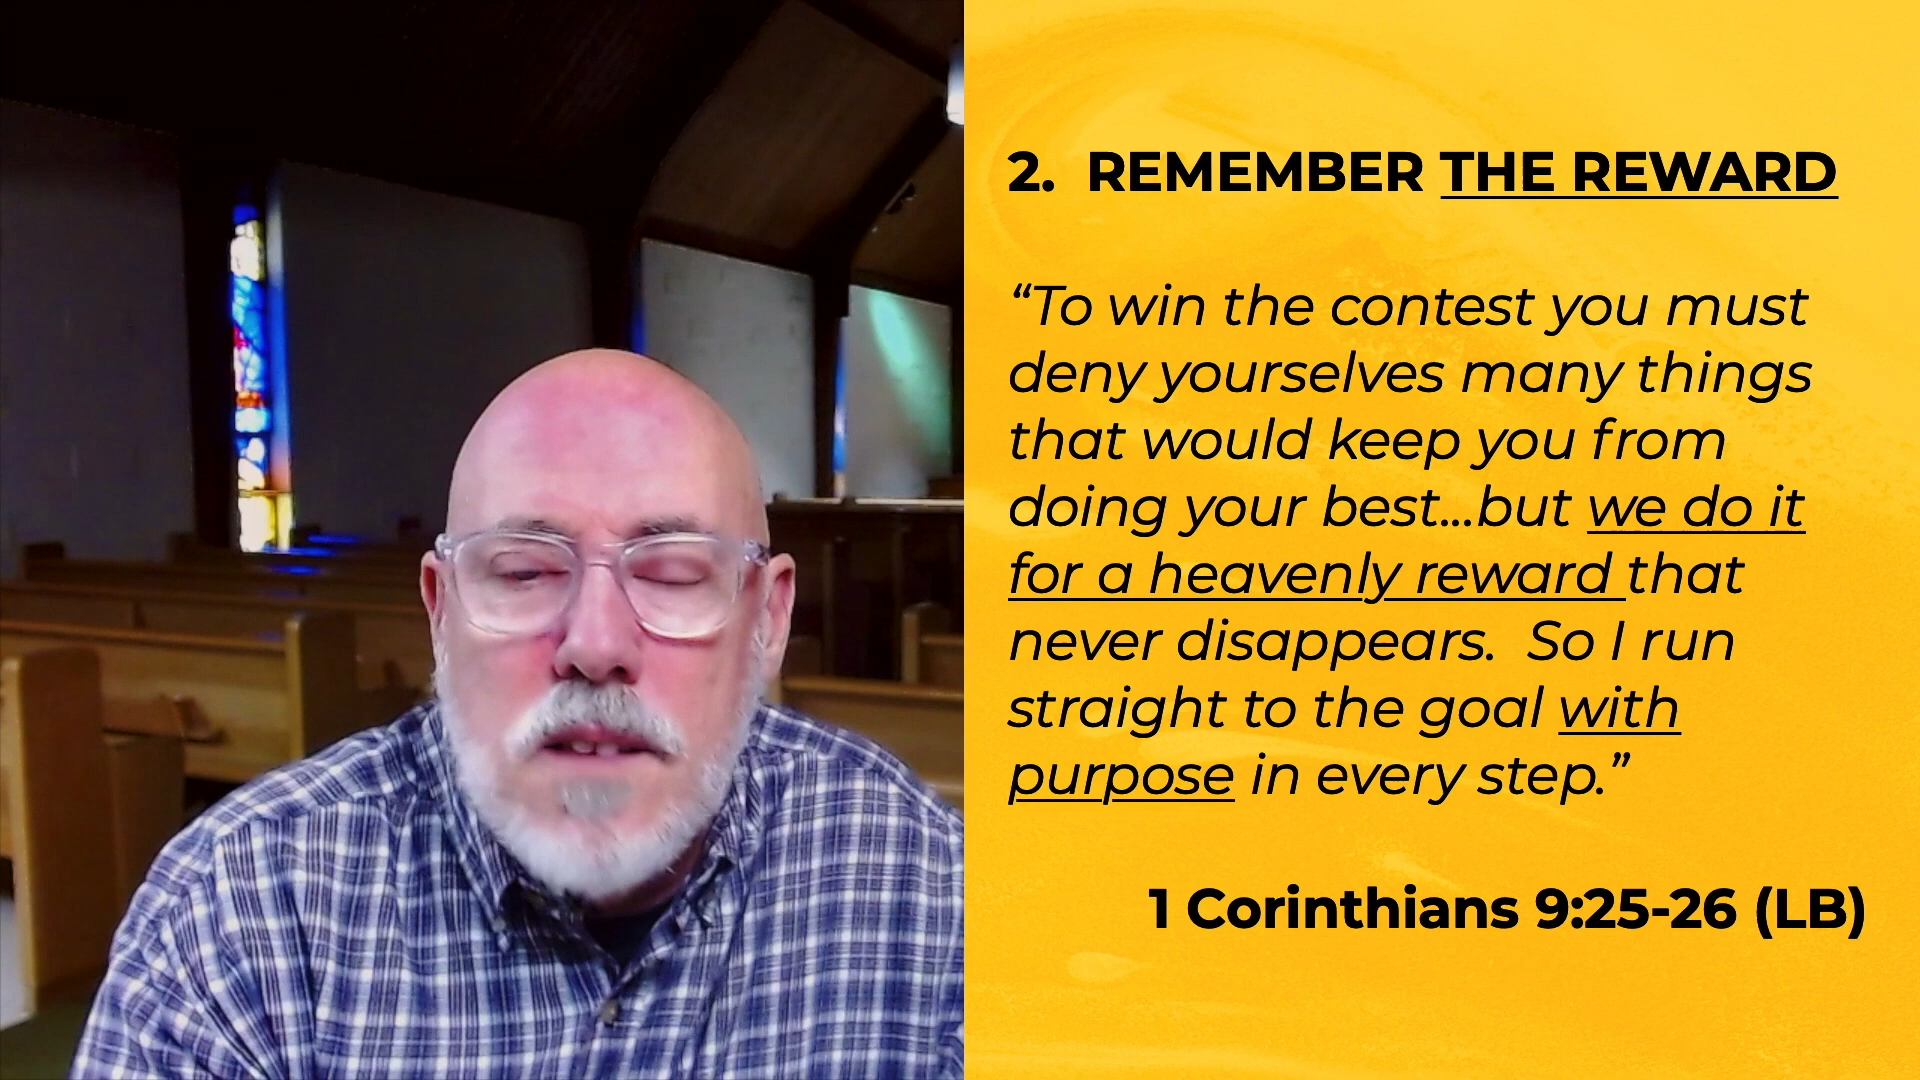 2. REMEMBER THE REWARD
“To win the contest you must
deny yourselves many things
that would keep you from
doing your best...but we do it
for a heavenly reward that
never disappears. So I run
straight to the goal with
purpose in every step.”
1 Corinthians 9:25-26 (LB)